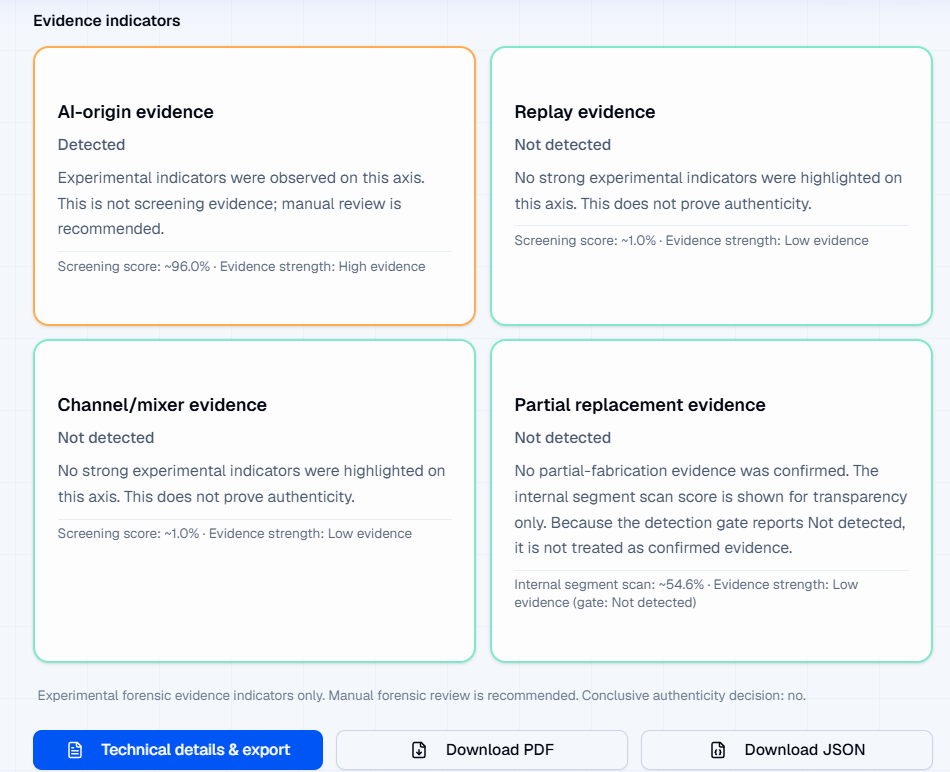 Evidence indicators
AI-origin evidence
Detected
Experimental indicators were observed on this axis.
This is not screening evidence; manual review is
recommended.
Screening score: ~96.0% · Evidence strength: High evidence
Replay evidence
Not detected
No strong experimental indicators were highlighted on
this axis. This does not prove authenticity.
Screening score: ~1.0% · Evidence strength: Low evidence
Channel/mixer evidence
Not detected
No strong experimental indicators were highlighted on
this axis. This does not prove authenticity.
Screening score: ~1.0% · Evidence strength: Low evidence
Partial replacement evidence
Not detected
No partial-fabrication evidence was confirmed. The
internal segment scan score is shown for transparency
only. Because the detection gate reports Not detected,
it is not treated as confirmed evidence.
Internal segment scan: ~54.6% · Evidence strength: Low
evidence (gate: Not detected)
Experimental forensic evidence indicators only. Manual forensic review is recommended. Conclusive authenticity decision: no.
Technical details & export
Download PDF
Download JSON